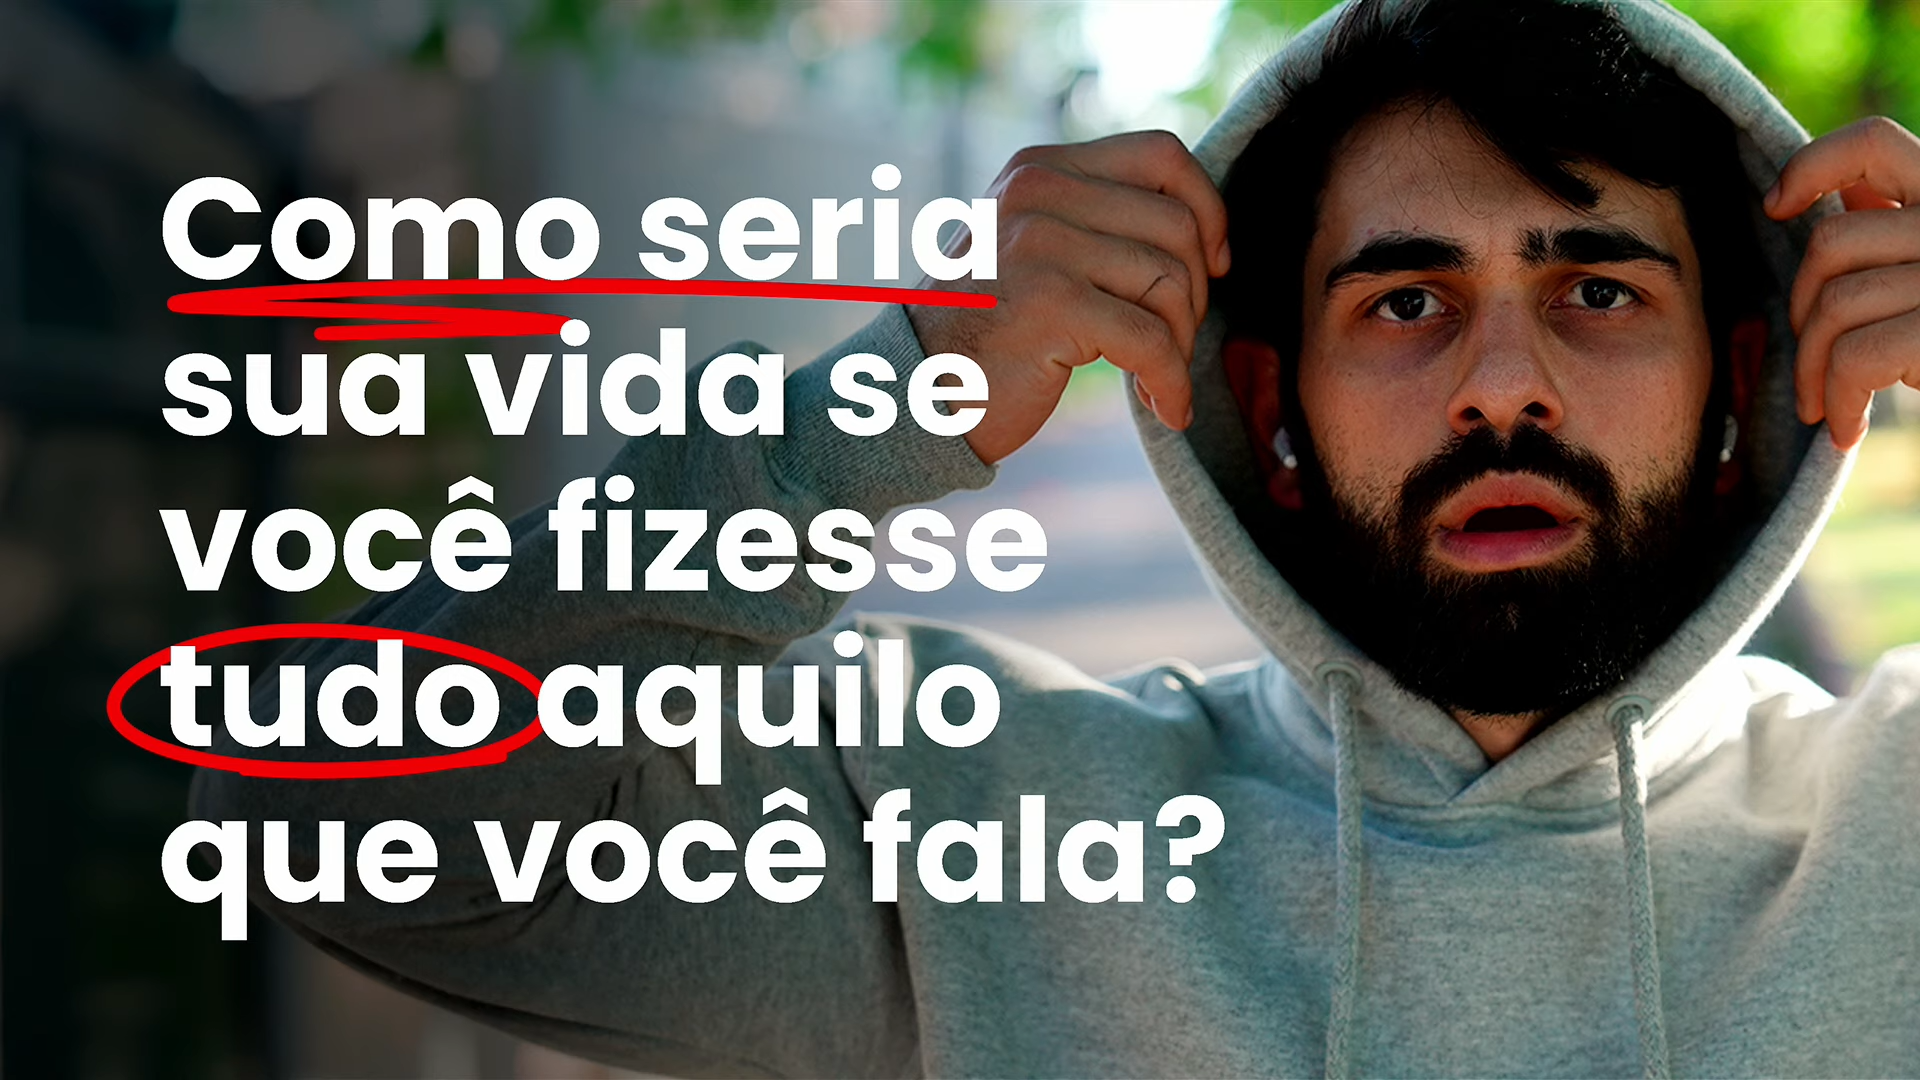 Como seria
sua vida se
você fizesse
tudo aquilo
que você fala?